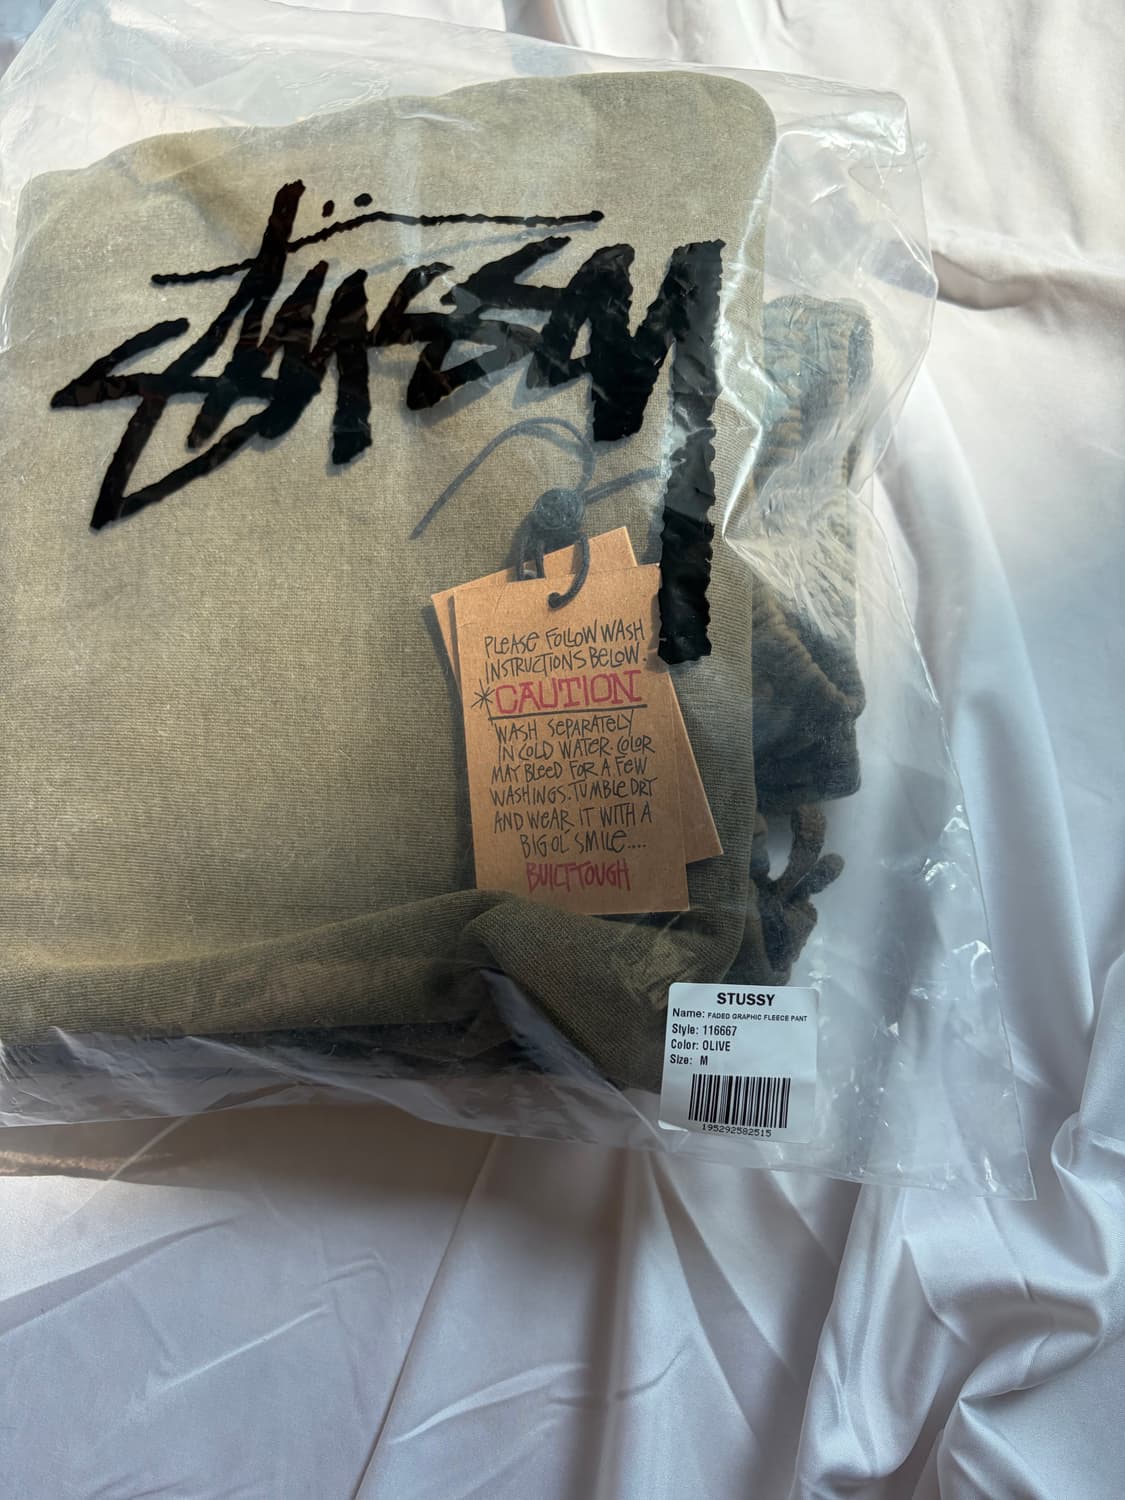 Stüssy
PLEASE FOLLOW WASH
INSTRUCTIONS BELOW.
*CAUTION
WASH SEPARATELY
IN COLD WATER. COLOR
MAY BLEED FOR A FEW
WASHINGS. TUMBLE DRY
AND WEAR IT WITH A
BIG OL' SMILE....
BUILT TOUGH
STUSSY
Name: FADED GRAPHIC FLEECE PANT
Style: 116667
Color: OLIVE
Size: M
195292582515